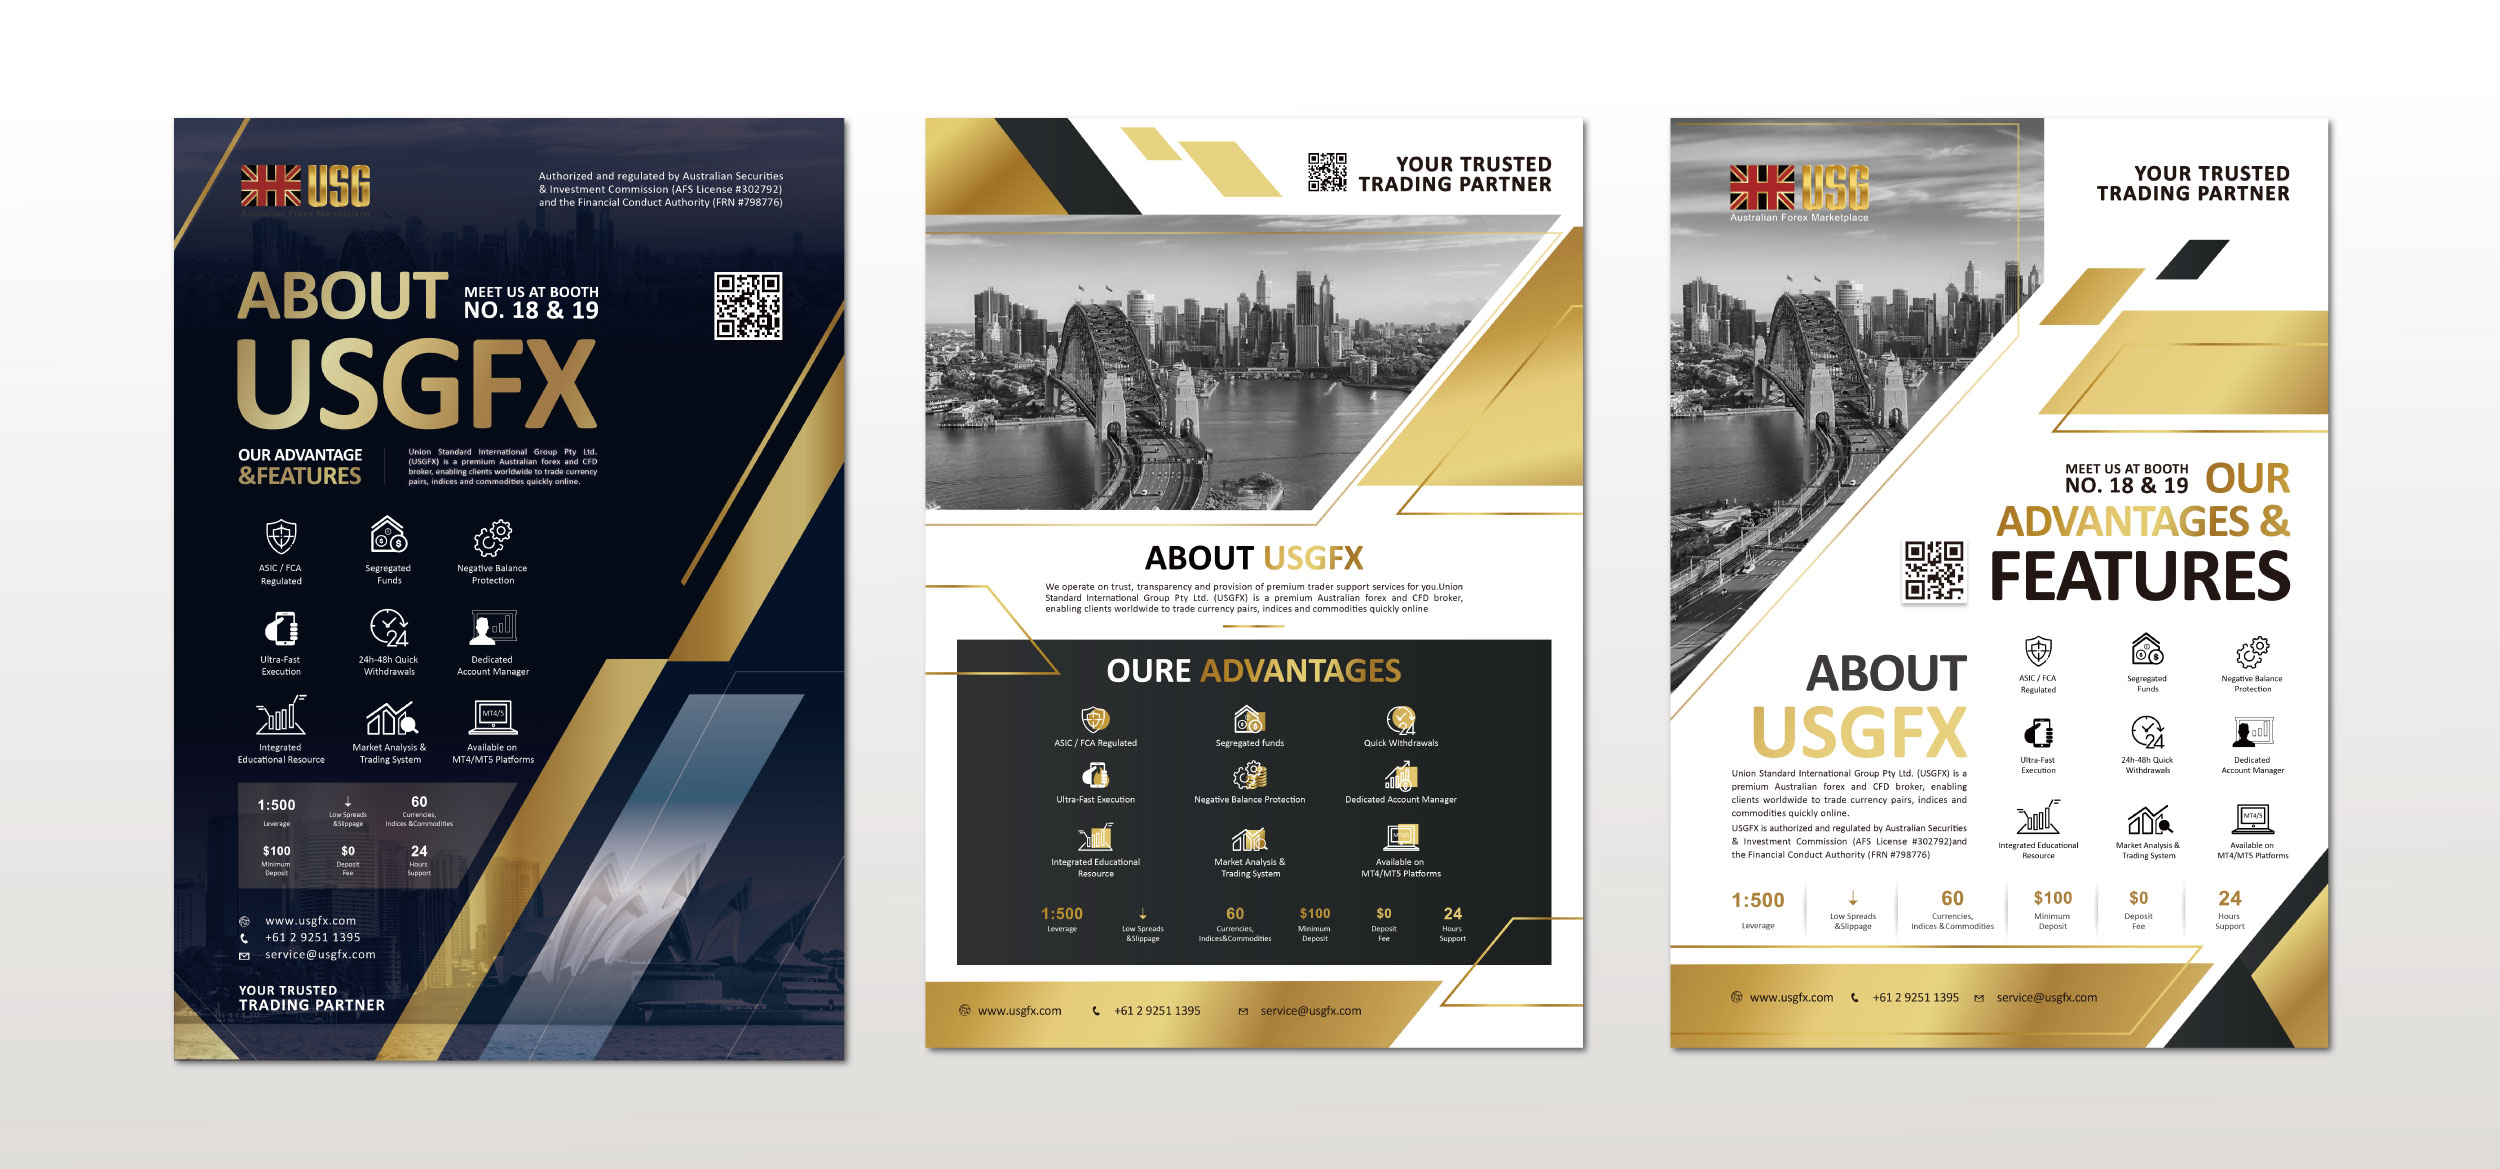 USG
Australian Forex Marketplace
Authorized and regulated by Australian Securities
& Investment Commission (AFS License #302792)
and the Financial Conduct Authority (FRN #798776)
ABOUT
MEET US AT BOOTH
NO. 18 & 19
USGFX
OUR ADVANTAGE
&FEATURES
Union Standard International Group Pty Ltd.
(USGFX) is a premium Australian forex and CFD
broker, enabling clients worldwide to trade currency
pairs, indices and commodities quickly online.
ASIC / FCA
Regulated
Segregated
Funds
Negative Balance
Protection
Ultra-Fast
Execution
24
24h-48h Quick
Withdrawals
Dedicated
Account Manager
Integrated
Educational Resource
Market Analysis &
Trading System
MT4/5
Available on
MT4/MT5 Platforms
1:500
Leverage
Low Spreads
&Slippage
60
Currencies,
Indices &Commodities
$100
Minimum
Deposit
$0
Deposit
Fee
24
Hours
Support
www.usgfx.com
+61 2 9251 1395
service@usgfx.com
YOUR TRUSTED
TRADING PARTNER
YOUR TRUSTED
TRADING PARTNER
ABOUT USGFX
We operate on trust, transparency and provision of premium trader support services for you.Union
Standard International Group Pty Ltd. (USGFX) is a premium Australian forex and CFD broker,
enabling clients worldwide to trade currency pairs, indices and commodities quickly online
OURE ADVANTAGES
ASIC / FCA Regulated
Segregated funds
24
Quick Withdrawals
Ultra-Fast Execution
Negative Balance Protection
Dedicated Account Manager
Integrated Educational
Resource
Market Analysis &
Trading System
MT4/5
Available on
MT4/MT5 Platforms
1:500
Leverage
Low Spreads
&Slippage
60
Currencies,
Indices&Commodities
$100
Minimum
Deposit
$0
Deposit
Fee
24
Hours
Support
www.usgfx.com
+61 2 9251 1395
service@usgfx.com
USG
Australian Forex Marketplace
YOUR TRUSTED
TRADING PARTNER
MEET US AT BOOTH
NO. 18 & 19
OUR
ADVANTAGES &
FEATURES
ABOUT
USGFX
Union Standard International Group Pty Ltd. (USGFX) is a
premium Australian forex and CFD broker, enabling
clients worldwide to trade currency pairs, indices and
commodities quickly online.
USGFX is authorized and regulated by Australian Securities
& Investment Commission (AFS License #302792)and
the Financial Conduct Authority (FRN #798776)
ASIC / FCA
Regulated
Segregated
Funds
Negative Balance
Protection
Ultra-Fast
Execution
24
24h-48h Quick
Withdrawals
Dedicated
Account Manager
Integrated Educational
Resource
Market Analysis &
Trading System
MT4/5
Available on
MT4/MT5 Platforms
1:500
Leverage
Low Spreads
&Slippage
60
Currencies,
Indices &Commodities
$100
Minimum
Deposit
$0
Deposit
Fee
24
Hours
Support
www.usgfx.com
+61 2 9251 1395
service@usgfx.com